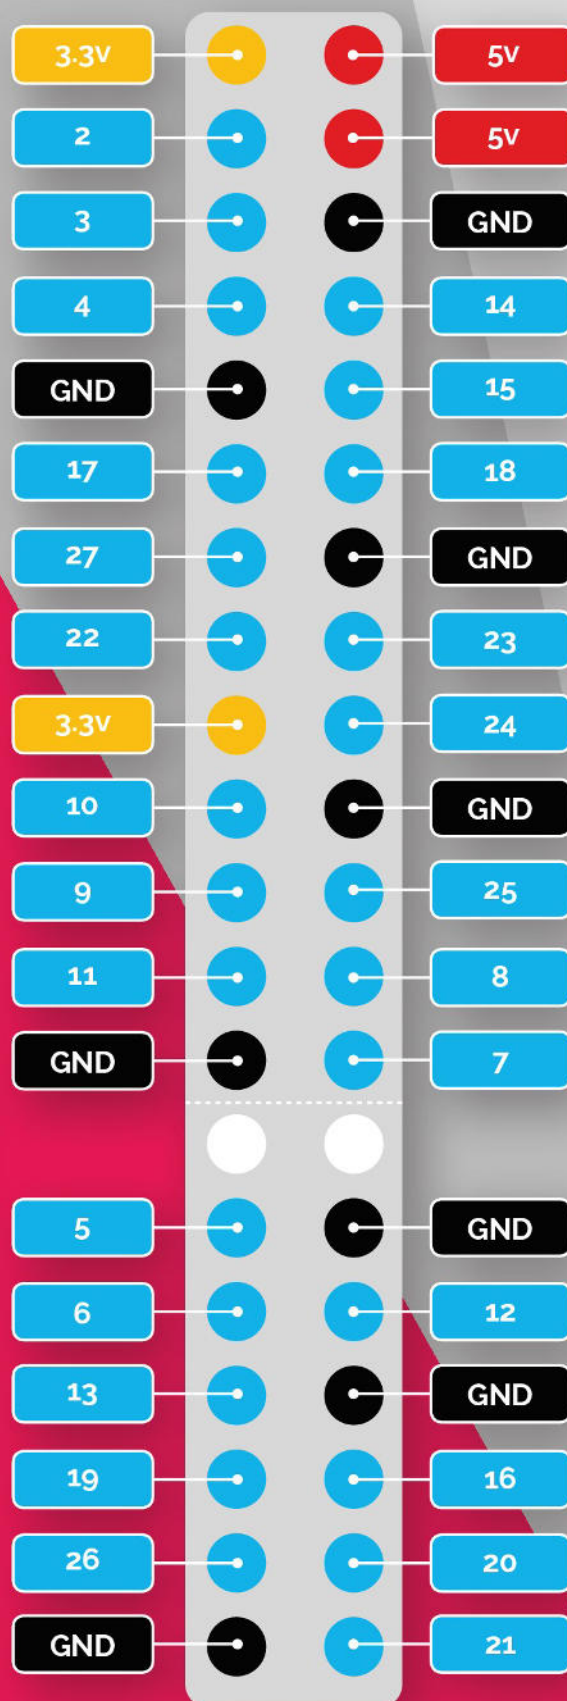 3.3V 5V
2 5V
3 GND
4 14
GND 15
17 18
27 GND
22 23
3.3V 24
10 GND
9 25
11 8
GND 7
5 GND
6 12
13 GND
19 16
26 20
GND 21